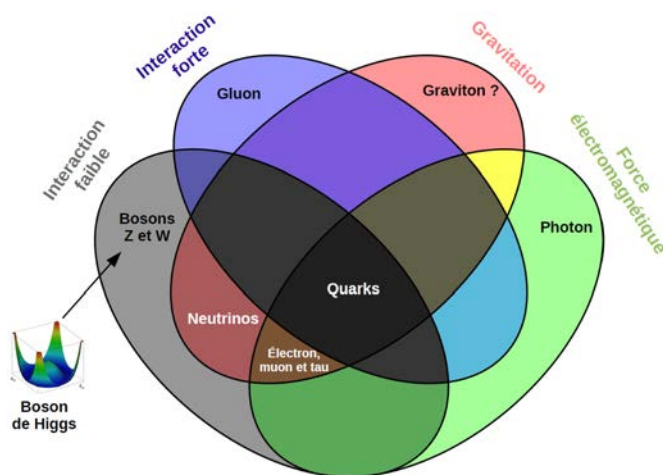 Interaction
forte
Gravitation
Gluon
Graviton ?
Interaction
faible
Force
électromagnétique
Bosons
Z et W
Photon
Quarks
Neutrinos
Électron,
muon et tau
Boson
de Higgs